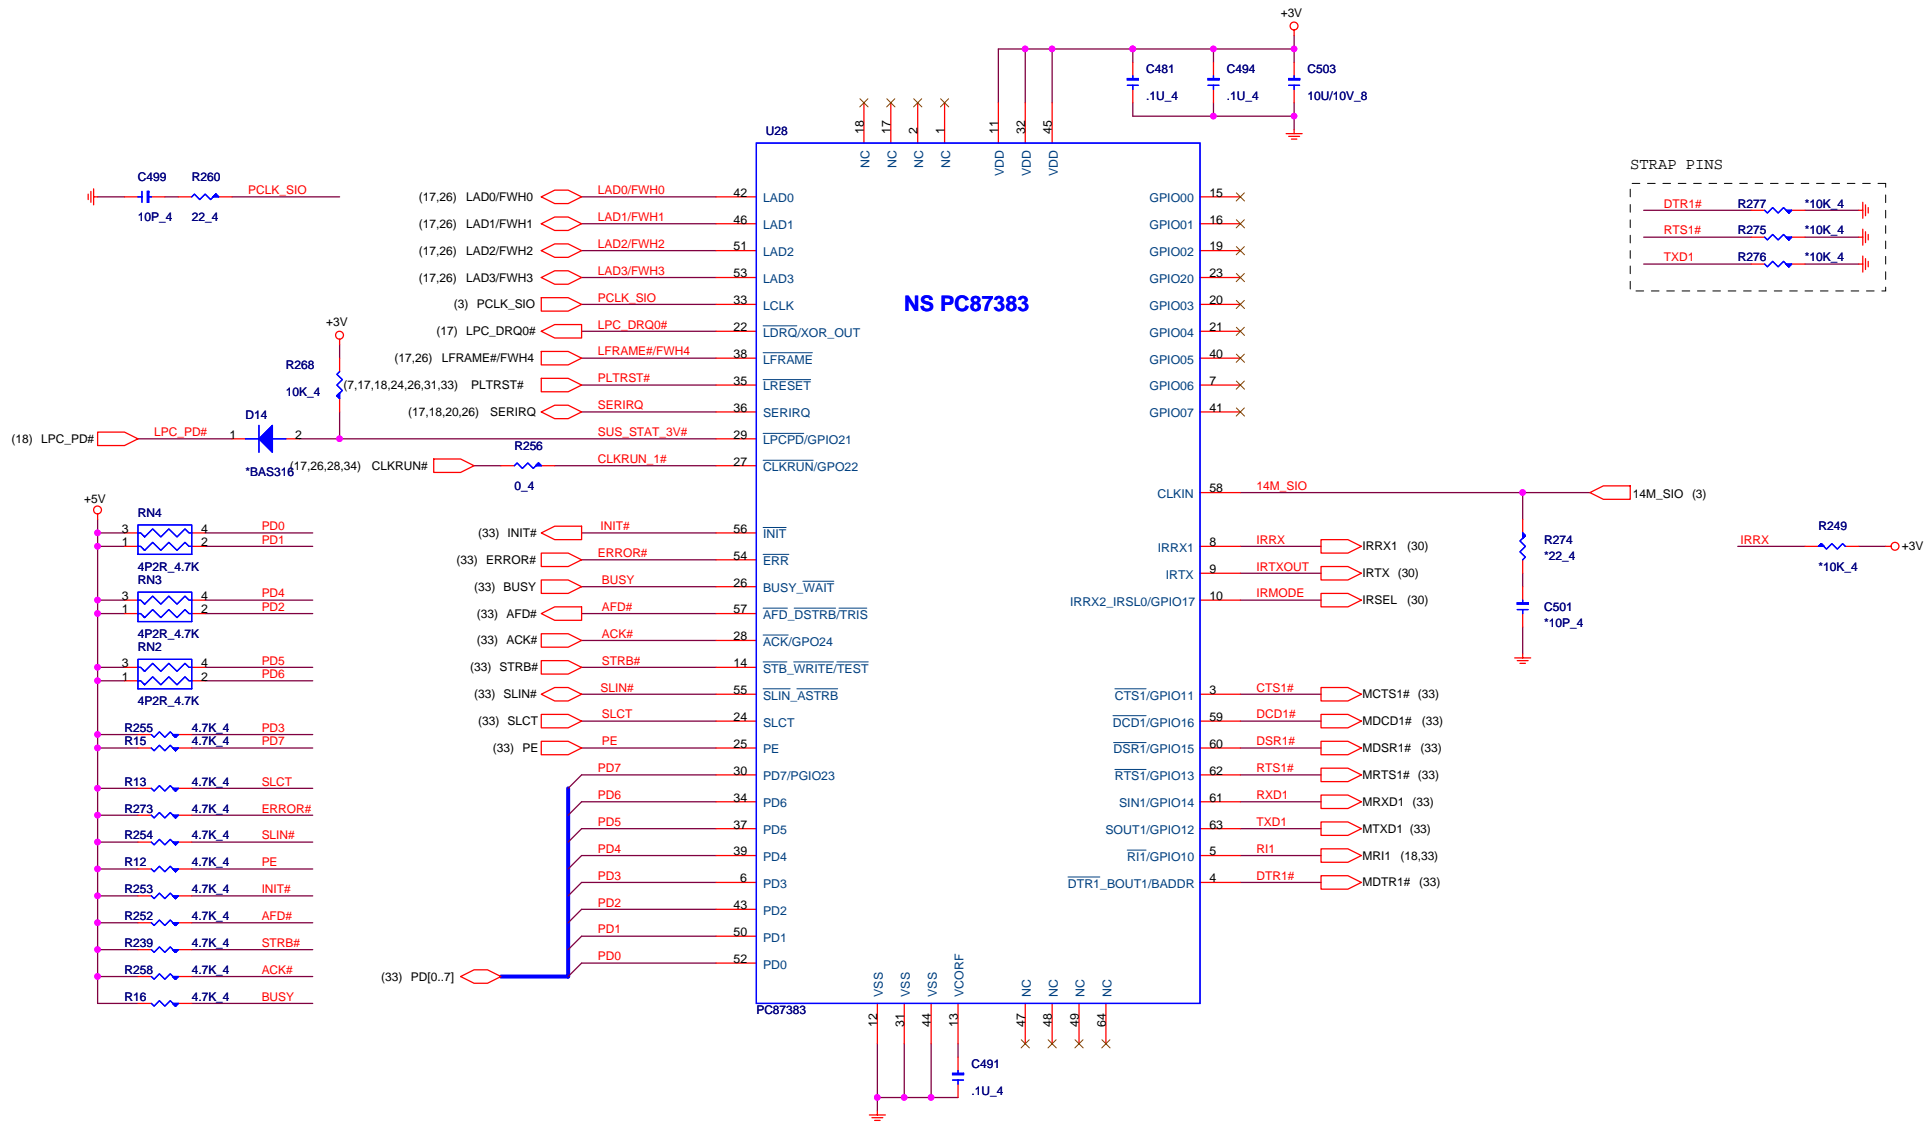 +3V
C481
.1U_4
C494
.1U_4
C503
10U/10V_8
U28
18 17 2 1 11 32 45
NC NC NC NC VDD VDD VDD
STRAP PINS
DTR1# R277 *10K_4
RTS1# R275 *10K_4
TXD1 R276 *10K_4
C499 R260 PCLK_SIO
10P_4 22_4
NS PC87383
(17,26) LAD0/FWH0 LAD0/FWH0 42 LAD0
(17,26) LAD1/FWH1 LAD1/FWH1 46 LAD1
(17,26) LAD2/FWH2 LAD2/FWH2 51 LAD2
(17,26) LAD3/FWH3 LAD3/FWH3 53 LAD3
(3) PCLK_SIO PCLK_SIO 33 LCLK
(17) LPC_DRQ0# LPC_DRQ0# 22 LDRQ/XOR_OUT
(17,26) LFRAME#/FWH4 LFRAME#/FWH4 38 LFRAME
(7,17,18,24,26,31,33) PLTRST# PLTRST# 35 LRESET
(17,18,20,26) SERIRQ SERIRQ 36 SERIRQ
+3V
R268
10K_4
D14
(18) LPC_PD# LPC_PD# 1 2 SUS_STAT_3V# 29 LPCPD/GPIO21
*BAS316
R256
(17,26,28,34) CLKRUN# CLKRUN_1# 27 CLKRUN/GPO22
0_4
GPIO00 15
GPIO01 16
GPIO02 19
GPIO20 23
GPIO03 20
GPIO04 21
GPIO05 40
GPIO06 7
GPIO07 41
CLKIN 58 14M_SIO 14M_SIO (3)
R274
*22_4
C501
*10P_4
IRRX R249 +3V
*10K_4
IRRX1 8 IRRX IRRX1 (30)
IRTX 9 IRTXOUT IRTX (30)
IRRX2_IRSL0/GPIO17 10 IRMODE IRSEL (30)
+5V
RN4
3 4 PD0
1 2 PD1
4P2R_4.7K
RN3
3 4 PD4
1 2 PD2
4P2R_4.7K
RN2
3 4 PD5
1 2 PD6
4P2R_4.7K
R255 4.7K_4 PD3
R15 4.7K_4 PD7
R13 4.7K_4 SLCT
R273 4.7K_4 ERROR#
R254 4.7K_4 SLIN#
R12 4.7K_4 PE
R253 4.7K_4 INIT#
R252 4.7K_4 AFD#
R239 4.7K_4 STRB#
R258 4.7K_4 ACK#
R16 4.7K_4 BUSY
(33) INIT# INIT# 56 INIT
(33) ERROR# ERROR# 54 ERR
(33) BUSY BUSY 26 BUSY_WAIT
(33) AFD# AFD# 57 AFD_DSTRB/TRIS
(33) ACK# ACK# 28 ACK/GPO24
(33) STRB# STRB# 14 STB_WRITE/TEST
(33) SLIN# SLIN# 55 SLIN_ASTRB
(33) SLCT SLCT 24 SLCT
(33) PE PE 25 PE
PD7 30 PD7/PGIO23
PD6 34 PD6
PD5 37 PD5
PD4 39 PD4
PD3 6 PD3
PD2 43 PD2
PD1 50 PD1
PD0 52 PD0
(33) PD[0..7]
CTS1/GPIO11 3 CTS1# MCTS1# (33)
DCD1/GPIO16 59 DCD1# MDCD1# (33)
DSR1/GPIO15 60 DSR1# MDSR1# (33)
RTS1/GPIO13 62 RTS1# MRTS1# (33)
SIN1/GPIO14 61 RXD1 MRXD1 (33)
SOUT1/GPIO12 63 TXD1 MTXD1 (33)
RI1/GPIO10 5 RI1 MRI1 (18,33)
DTR1_BOUT1/BADDR 4 DTR1# MDTR1# (33)
VSS VSS VSS VCORF NC NC NC NC
PC87383
12 31 44 13 47 48 49 64
C491
.1U_4